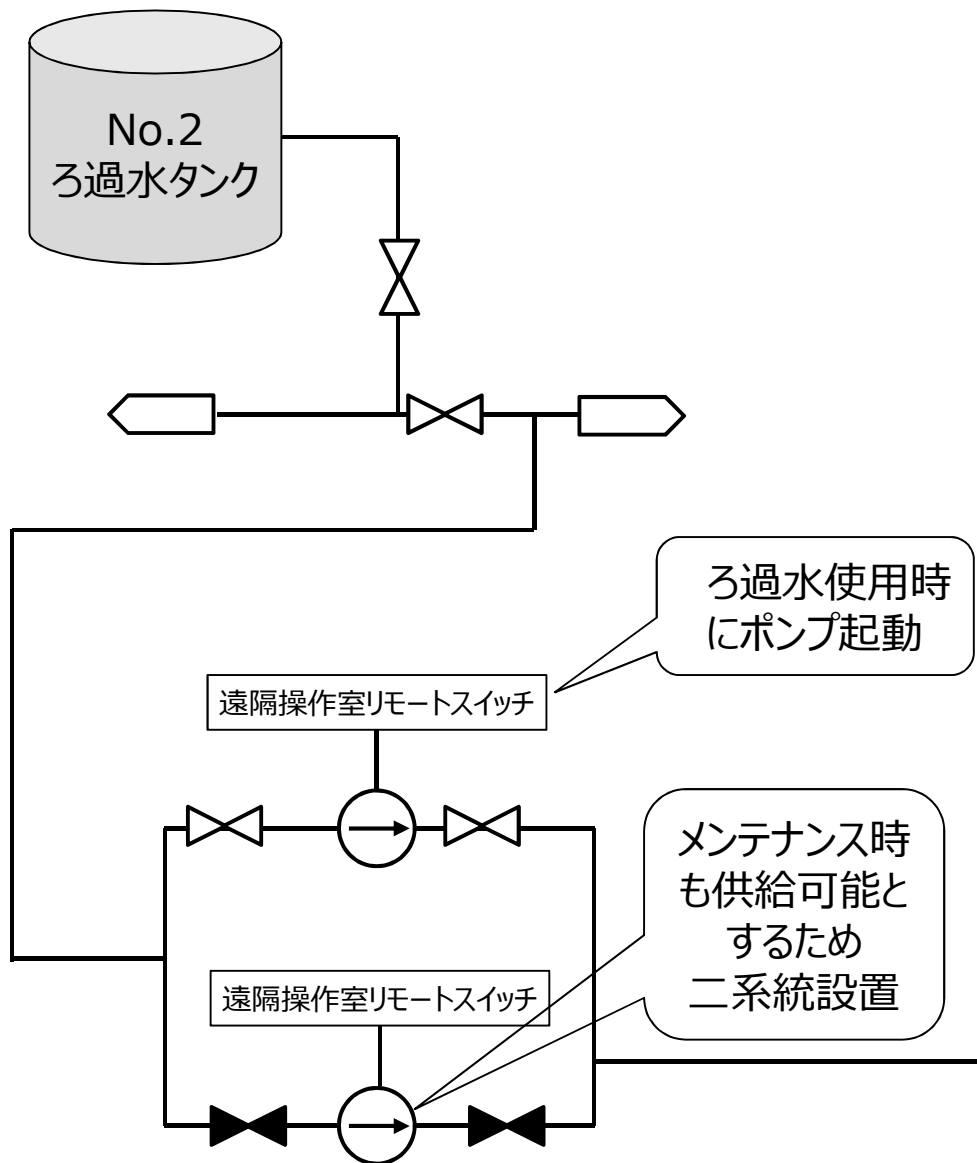 No.2
ろ過水タンク
ろ過水使用時
にポンプ起動
遠隔操作室リモートスイッチ
メンテナンス時
も供給可能と
するため
二系統設置
遠隔操作室リモートスイッチ